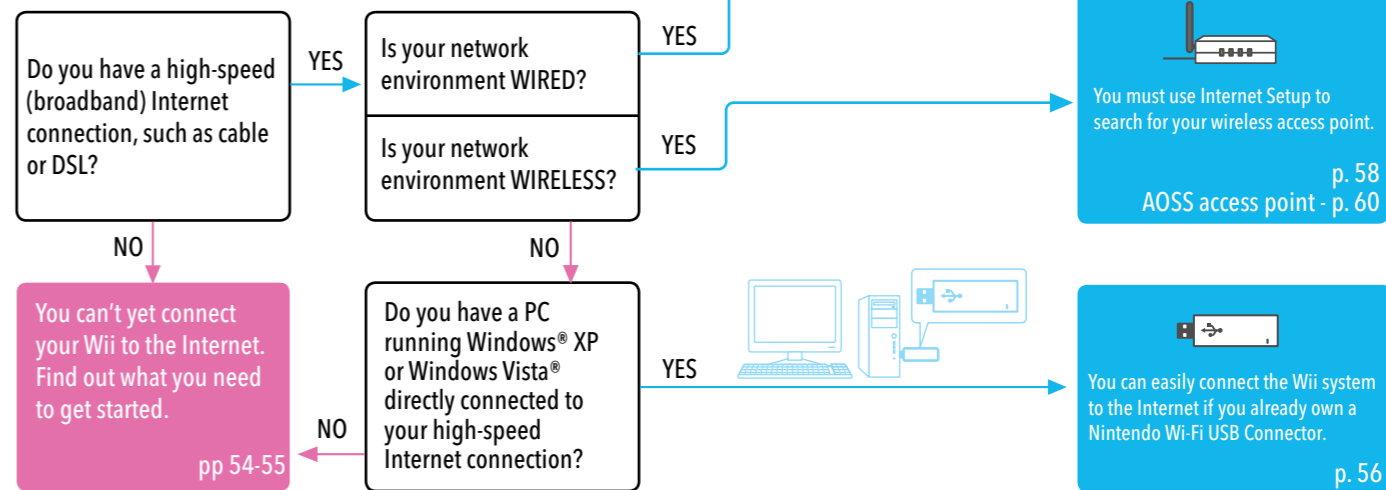 Do you have a high-speed
(broadband) Internet
connection, such as cable
or DSL?
YES
Is your network
environment WIRED?
YES
Is your network
environment WIRELESS?
YES
You must use Internet Setup to
search for your wireless access point.
p. 58
AOSS access point - p. 60
NO
NO
You can’t yet connect
your Wii to the Internet.
Find out what you need
to get started.
pp 54-55
NO
Do you have a PC
running Windows® XP
or Windows Vista®
directly connected to
your high-speed
Internet connection?
YES
You can easily connect the Wii system
to the Internet if you already own a
Nintendo Wi-Fi USB Connector.
p. 56